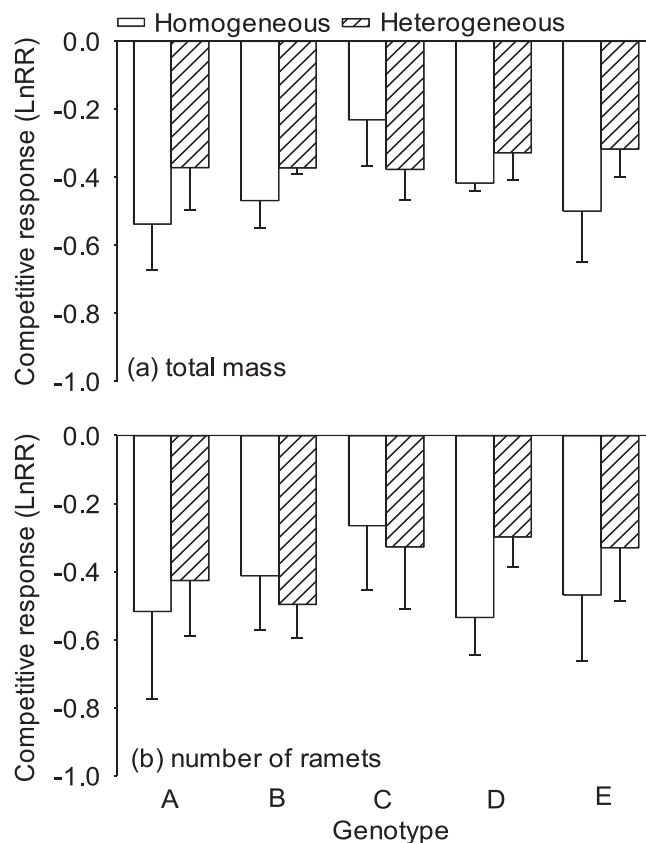 Homogeneous Heterogeneous
0.0
-0.2
-0.4
-0.6
-0.8
-1.0
Competitive response (LnRR)
(a) total mass
0.0
-0.2
-0.4
-0.6
-0.8
-1.0
Competitive response (LnRR)
(b) number of ramets
A B C D E
Genotype